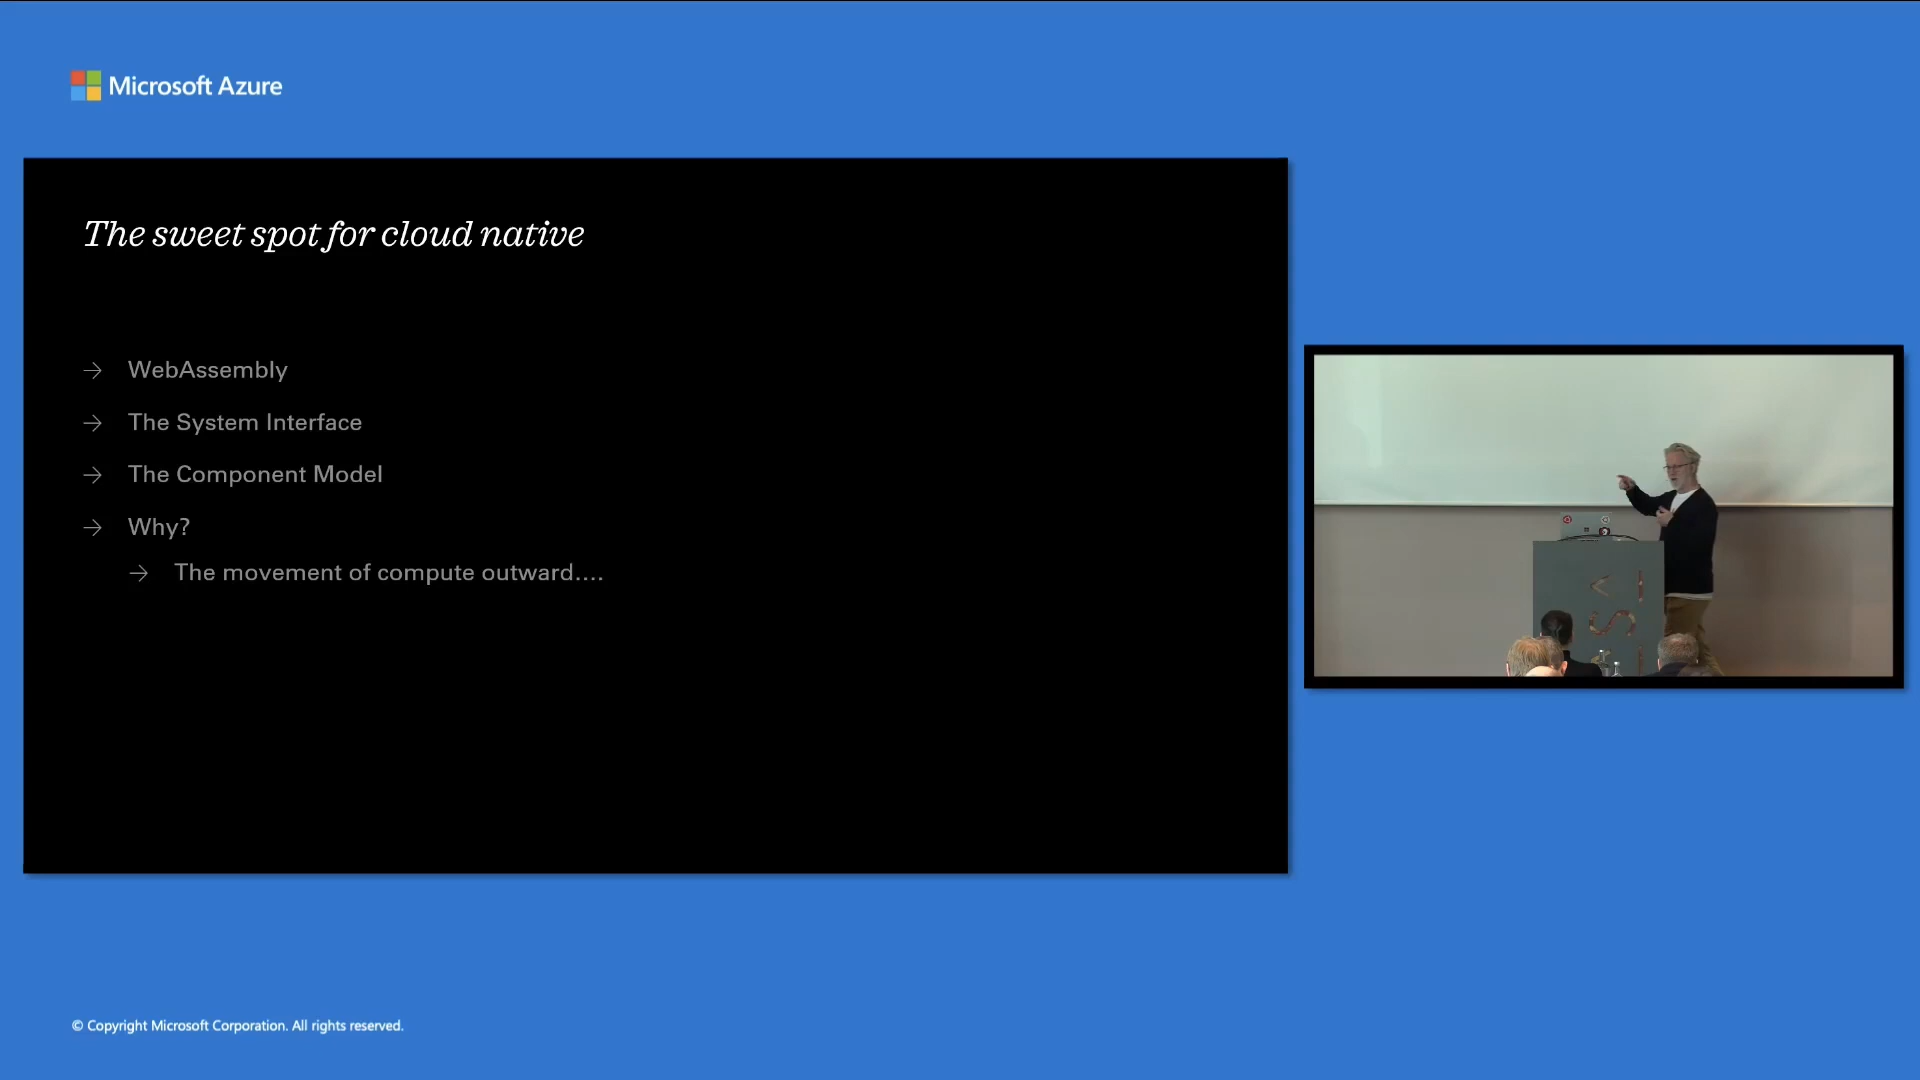 Microsoft Azure
The sweet spot for cloud native
→ WebAssembly
→ The System Interface
→ The Component Model
→ Why?
→ The movement of compute outward....
© Copyright Microsoft Corporation. All rights reserved.